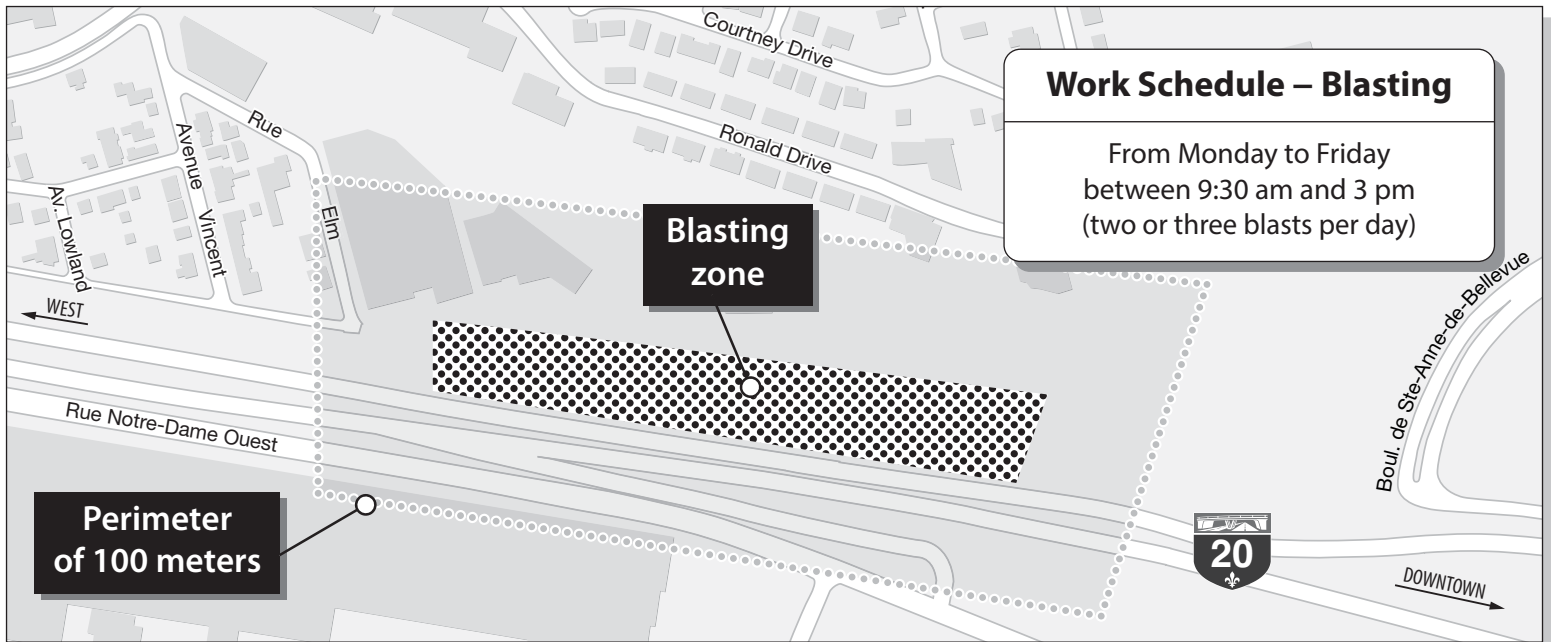 Courtney Drive
Work Schedule – Blasting
From Monday to Friday
between 9:30 am and 3 pm
(two or three blasts per day)
Rue
Elm
Avenue
Vincent
Av. Lowland
Ronald Drive
Blasting
zone
WEST
Boul. de Ste-Anne-de-Bellevue
Rue Notre-Dame Ouest
Perimeter
of 100 meters
20
DOWNTOWN